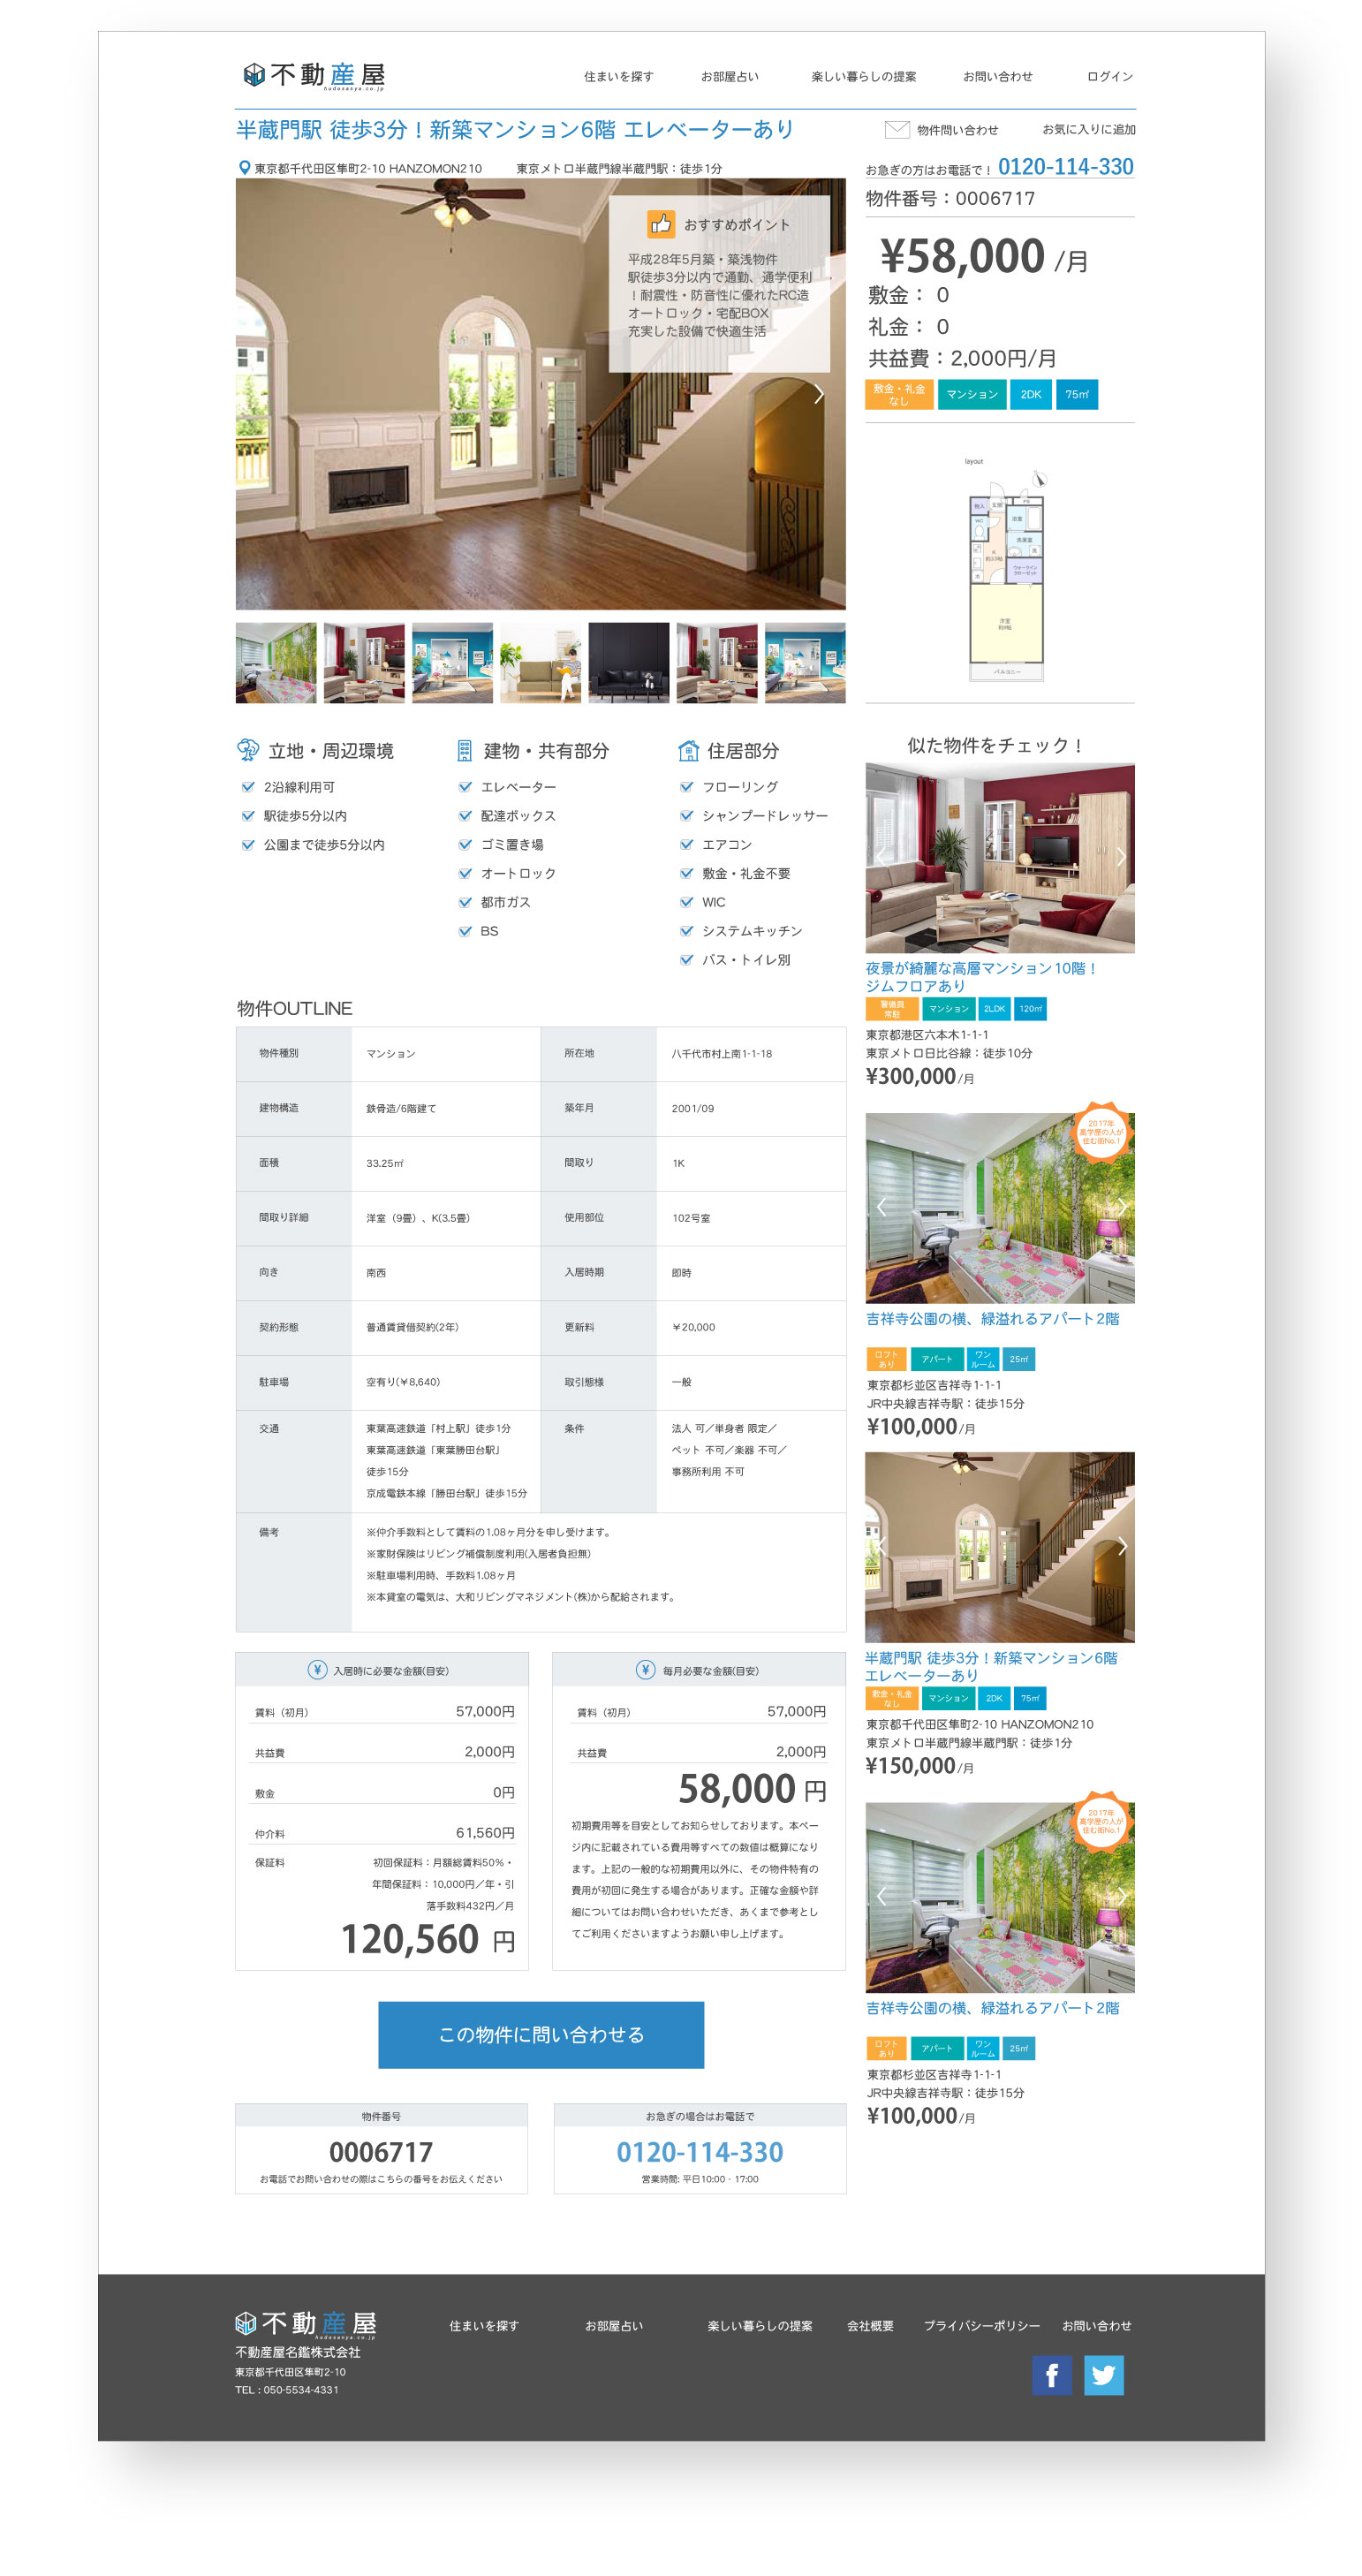 不動産屋
hudosanya.co.jp
住まいを探す
お部屋占い
楽しい暮らしの提案
お問い合わせ
ログイン
半蔵門駅 徒歩3分！新築マンション6階 エレベーターあり
物件問い合わせ
お気に入りに追加
東京都千代田区隼町2-10 HANZOMON210
東京メトロ半蔵門線半蔵門駅：徒歩1分
おすすめポイント
平成28年5月築・築浅物件
駅徒歩3分以内で通勤、通学便利
！耐震性・防音性に優れたRC造
オートロック・宅配BOX
充実した設備で快適生活
お急ぎの方はお電話で！ 0120-114-330
物件番号：0006717
¥58,000 /月
敷金： 0
礼金： 0
共益費：2,000円/月
敷金・礼金
なし
マンション
2DK
75㎡
layout
玄関
浴室
洗面室
洋室
バルコニー
立地・周辺環境
2沿線利用可
駅徒歩5分以内
公園まで徒歩5分以内
建物・共有部分
エレベーター
配達ボックス
ゴミ置き場
オートロック
都市ガス
BS
住居部分
フローリング
シャンプードレッサー
エアコン
敷金・礼金不要
WIC
システムキッチン
バス・トイレ別
物件OUTLINE
物件種別 マンション 所在地 八千代市村上南1-1-18
建物構造 鉄骨造/6階建て 築年月 2001/09
面積 33.25㎡ 間取り 1K
間取り詳細 洋室（9畳）、K(3.5畳) 使用部位 102号室
向き 南西 入居時期 即時
契約形態 普通賃貸借契約(2年) 更新料 ￥20,000
駐車場 空有り(￥8,640) 取引態様 一般
交通 東葉高速鉄道「村上駅」徒歩1分
東葉高速鉄道「東葉勝田台駅」
徒歩15分
京成電鉄本線「勝田台駅」徒歩15分
条件 法人 可／単身者 限定／
ペット 不可／楽器 不可／
事務所利用 不可
備考 ※仲介手数料として賃料の1.08ヶ月分を申し受けます。
※家財保険はリビング補償制度利用(入居者負担無)
※駐車場利用時、手数料1.08ヶ月
※本貸室の電気は、大和リビングマネジメント(株)から配給されます。
¥ 入居時に必要な金額(目安)
賃料（初月） 57,000円
共益費 2,000円
敷金 0円
仲介料 61,560円
保証料 初回保証料：月額総賃料50%・
年間保証料：10,000円／年・引
落手数料432円／月
120,560 円
¥ 毎月必要な金額(目安)
賃料（初月） 57,000円
共益費 2,000円
58,000 円
初期費用等を目安としてお知らせしております。本ペー
ジ内に記載されている費用等すべての数値は概算になり
ます。上記の一般的な初期費用以外に、その物件特有の
費用が初回に発生する場合があります。正確な金額や詳
細についてはお問い合わせいただき、あくまで参考とし
てご利用くださいますようお願い申し上げます。
この物件に問い合わせる
物件番号
0006717
お電話でお問い合わせの際はこちらの番号をお伝えください
お急ぎの場合はお電話で
0120-114-330
営業時間: 平日10:00 - 17:00
似た物件をチェック！
夜景が綺麗な高層マンション10階！
ジムフロアあり
警備員
常駐
マンション
2LDK
120㎡
東京都港区六本木1-1-1
東京メトロ日比谷線：徒歩10分
¥300,000/月
2017年
高学歴の人が
住む街No.1
吉祥寺公園の横、緑溢れるアパート2階
ロフト
あり
アパート
ワン
ルーム
25㎡
東京都杉並区吉祥寺1-1-1
JR中央線吉祥寺駅：徒歩15分
¥100,000/月
半蔵門駅 徒歩3分！新築マンション6階
エレベーターあり
敷金・礼金
なし
マンション
2DK
75㎡
東京都千代田区隼町2-10 HANZOMON210
東京メトロ半蔵門線半蔵門駅：徒歩1分
¥150,000/月
2017年
高学歴の人が
住む街No.1
吉祥寺公園の横、緑溢れるアパート2階
ロフト
あり
アパート
ワン
ルーム
25㎡
東京都杉並区吉祥寺1-1-1
JR中央線吉祥寺駅：徒歩15分
¥100,000/月
不動産屋
hudosanya.co.jp
不動産屋名鑑株式会社
東京都千代田区隼町2-10
TEL : 050-5534-4331
住まいを探す
お部屋占い
楽しい暮らしの提案
会社概要
プライバシーポリシー
お問い合わせ